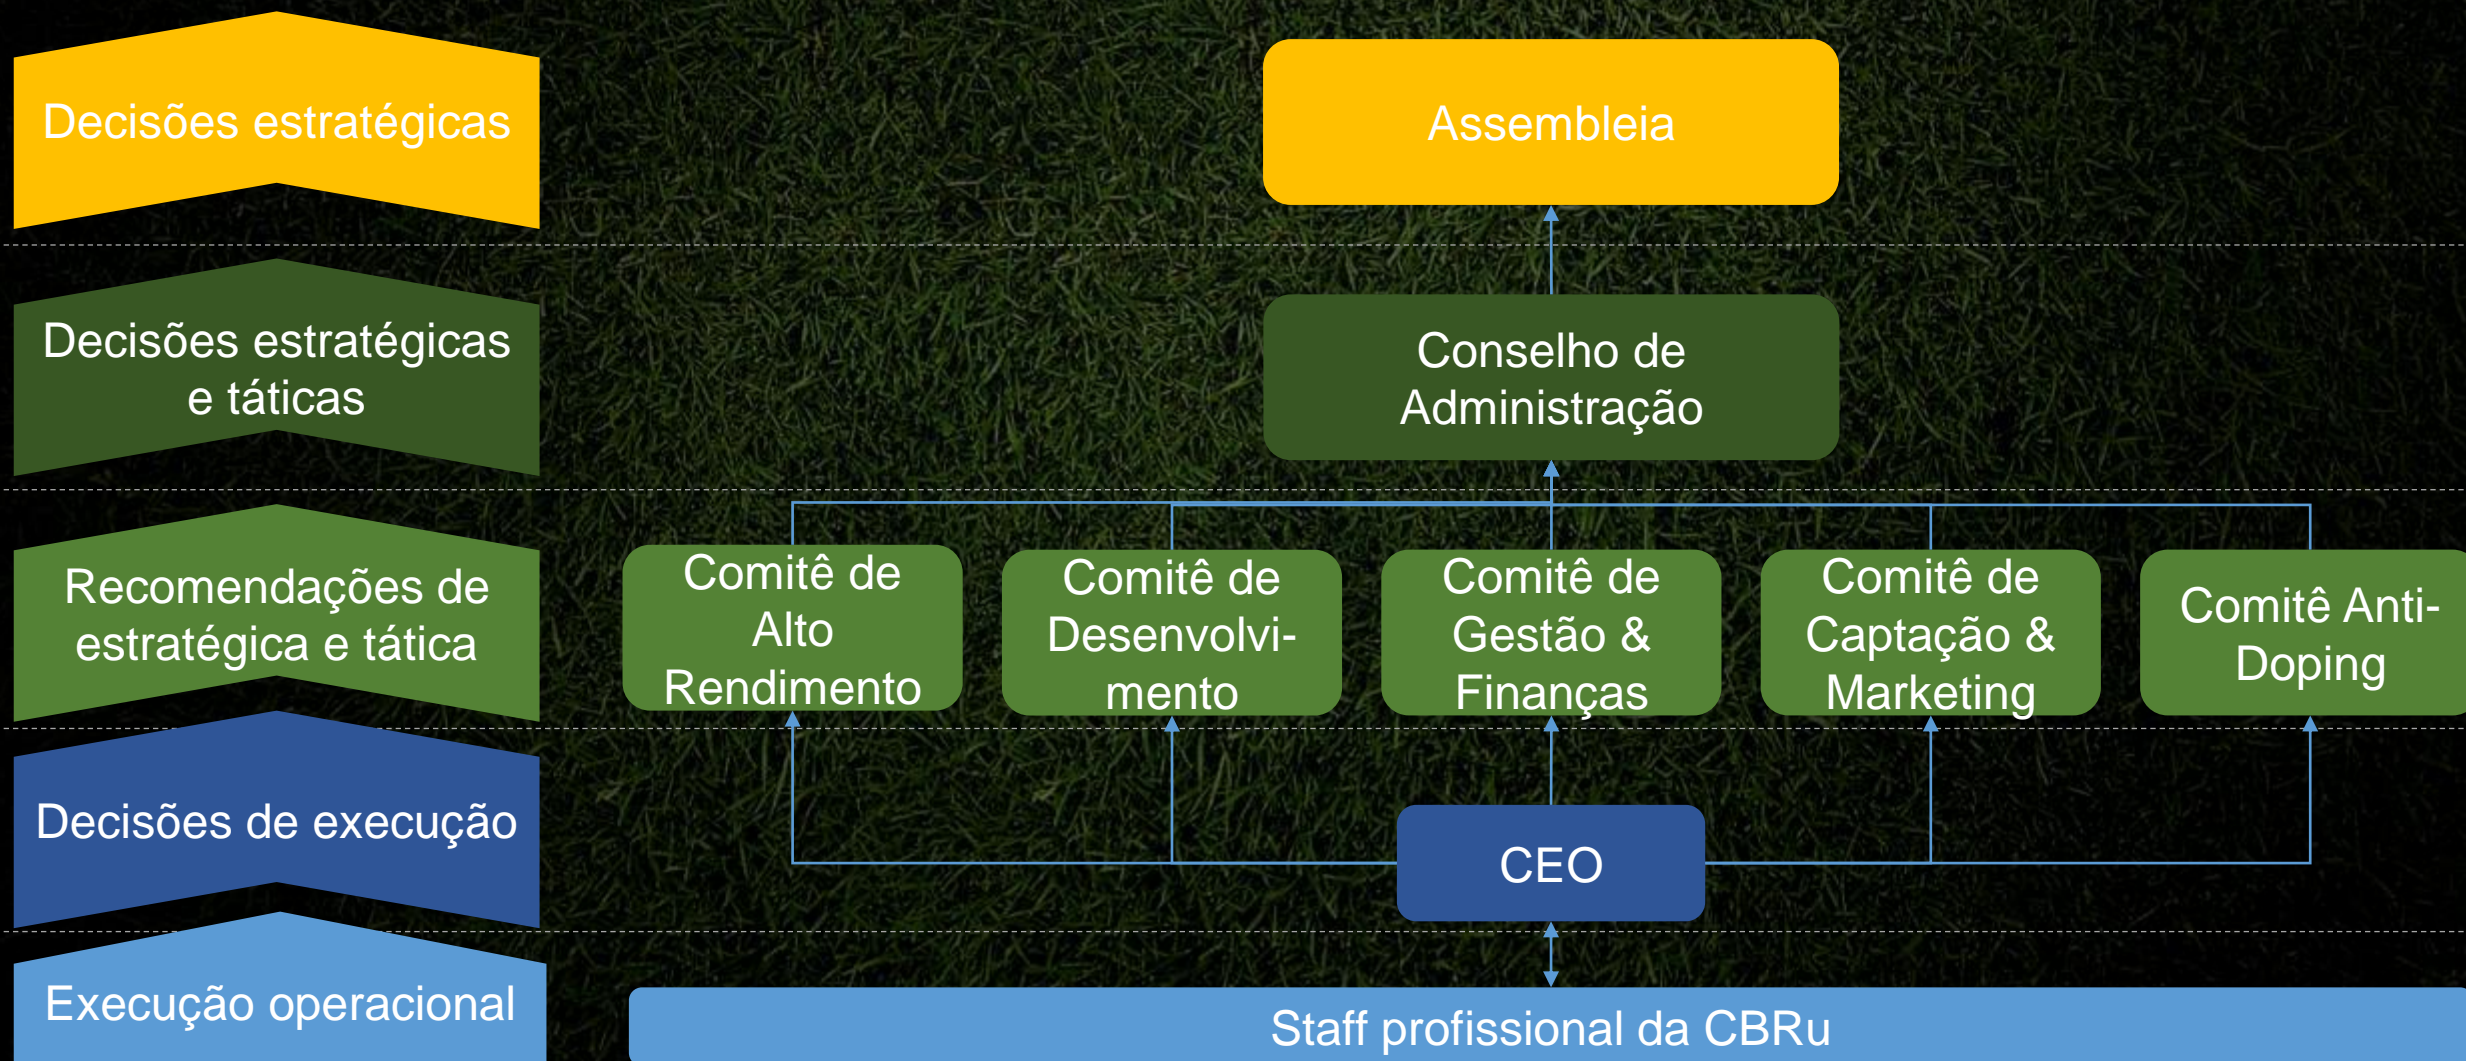 Decisões estratégicas
Assembleia
Decisões estratégicas
e táticas
Conselho de
Administração
Recomendações de
estratégica e tática
Comitê de
Alto
Rendimento
Comitê de
Desenvolvi-
mento
Comitê de
Gestão &
Finanças
Comitê de
Captação &
Marketing
Comitê Anti-
Doping
Decisões de execução
CEO
Execução operacional
Staff profissional da CBRu